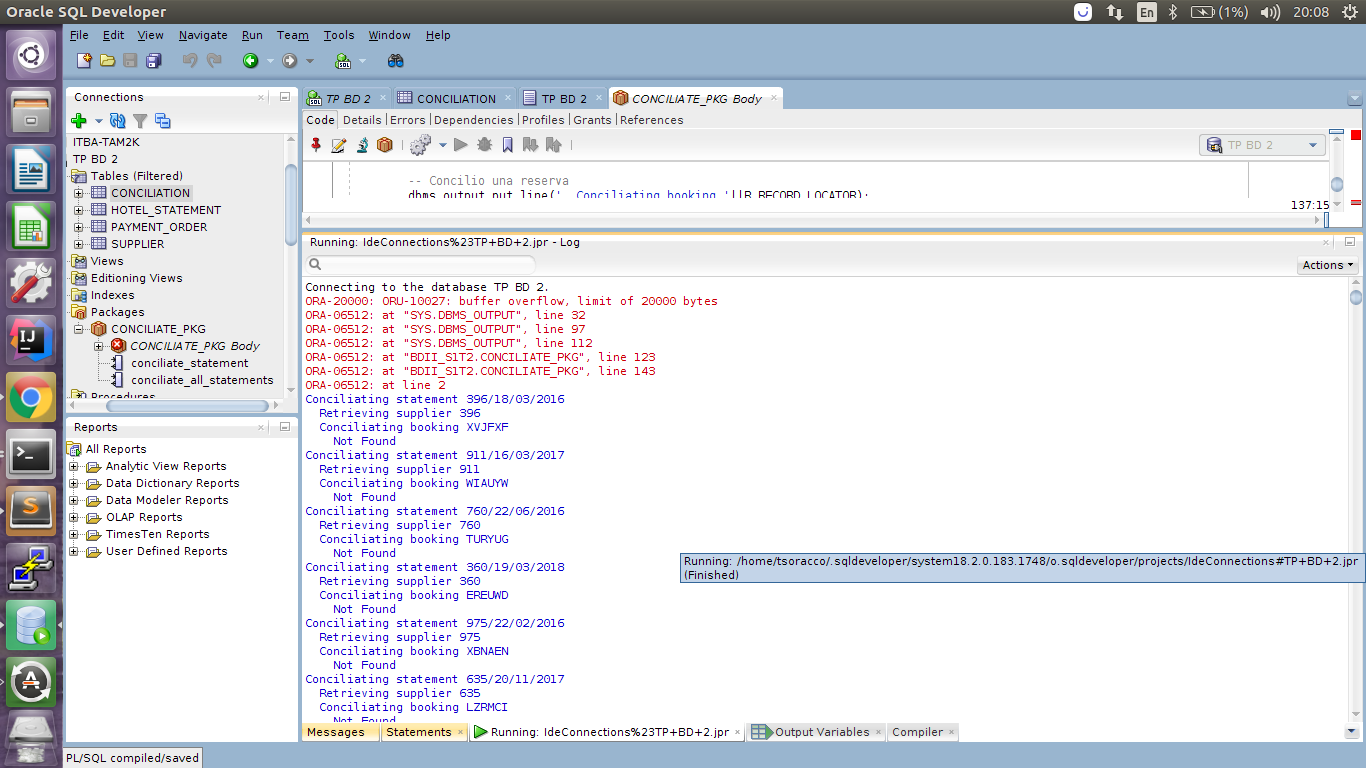 Oracle SQL Developer
En
(1%)
20:08
File Edit View Navigate Run Team Tools Window Help
SQL
Connections
ITBA-TAM2K
TP BD 2
Tables (Filtered)
CONCILIATION
HOTEL_STATEMENT
PAYMENT_ORDER
SUPPLIER
Views
Editioning Views
Indexes
Packages
CONCILIATE_PKG
CONCILIATE_PKG Body
conciliate_statement
conciliate_all_statements
Procedures
Reports
All Reports
Analytic View Reports
Data Dictionary Reports
Data Modeler Reports
OLAP Reports
TimesTen Reports
User Defined Reports
TP BD 2
CONCILIATION
TP BD 2
CONCILIATE_PKG Body
Code Details Errors Dependencies Profiles Grants References
TP BD 2
-- Concilio una reserva
dbms_output.put_line('  Conciliating booking '||R.RECORD_LOCATOR);
137:15
Running: IdeConnections%23TP+BD+2.jpr - Log
Actions
Connecting to the database TP BD 2.
ORA-20000: ORU-10027: buffer overflow, limit of 20000 bytes
ORA-06512: at "SYS.DBMS_OUTPUT", line 32
ORA-06512: at "SYS.DBMS_OUTPUT", line 97
ORA-06512: at "SYS.DBMS_OUTPUT", line 112
ORA-06512: at "BDII_S1T2.CONCILIATE_PKG", line 123
ORA-06512: at "BDII_S1T2.CONCILIATE_PKG", line 143
ORA-06512: at line 2
Conciliating statement 396/18/03/2016
Retrieving supplier 396
Conciliating booking XVJFXF
Not Found
Conciliating statement 911/16/03/2017
Retrieving supplier 911
Conciliating booking WIAUYW
Not Found
Conciliating statement 760/22/06/2016
Retrieving supplier 760
Conciliating booking TURYUG
Not Found
Conciliating statement 360/19/03/2018
Retrieving supplier 360
Conciliating booking EREUWD
Not Found
Conciliating statement 975/22/02/2016
Retrieving supplier 975
Conciliating booking XBNAEN
Not Found
Conciliating statement 635/20/11/2017
Retrieving supplier 635
Conciliating booking LZRMCI
Not Found
Running: /home/tsoracco/.sqldeveloper/system18.2.0.183.1748/o.sqldeveloper/projects/IdeConnections#TP+BD+2.jpr
(Finished)
Messages
Statements
Running: IdeConnections%23TP+BD+2.jpr
Output Variables
Compiler
PL/SQL compiled/saved